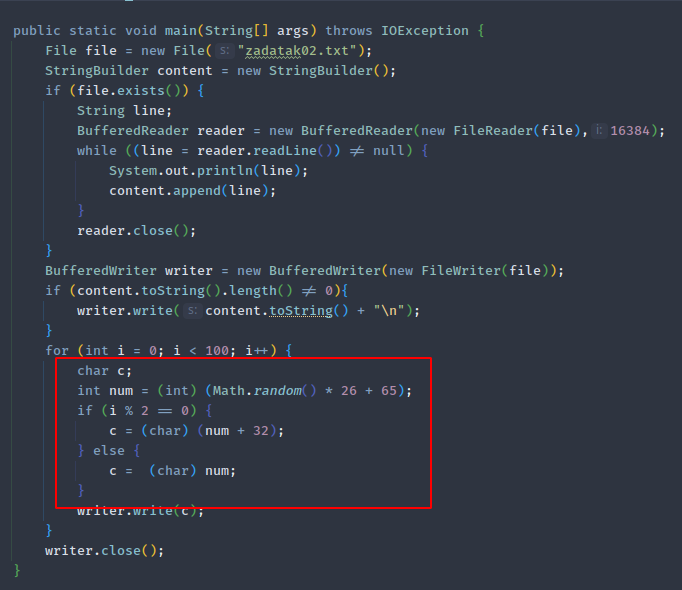 public static void main(String[] args) throws IOException {
    File file = new File( s: "zadatak02.txt");
    StringBuilder content = new StringBuilder();
    if (file.exists()) {
        String line;
        BufferedReader reader = new BufferedReader(new FileReader(file), i: 16384);
        while ((line = reader.readLine()) ≠ null) {
            System.out.println(line);
            content.append(line);
        }
        reader.close();
    }
    BufferedWriter writer = new BufferedWriter(new FileWriter(file));
    if (content.toString().length() ≠ 0){
        writer.write( s: content.toString() + "\n");
    }
    for (int i = 0; i < 100; i++) {
        char c;
        int num = (int) (Math.random() * 26 + 65);
        if (i % 2 == 0) {
            c = (char) (num + 32);
        } else {
            c =  (char) num;
        }
        writer.write(c);
    }
    writer.close();
}